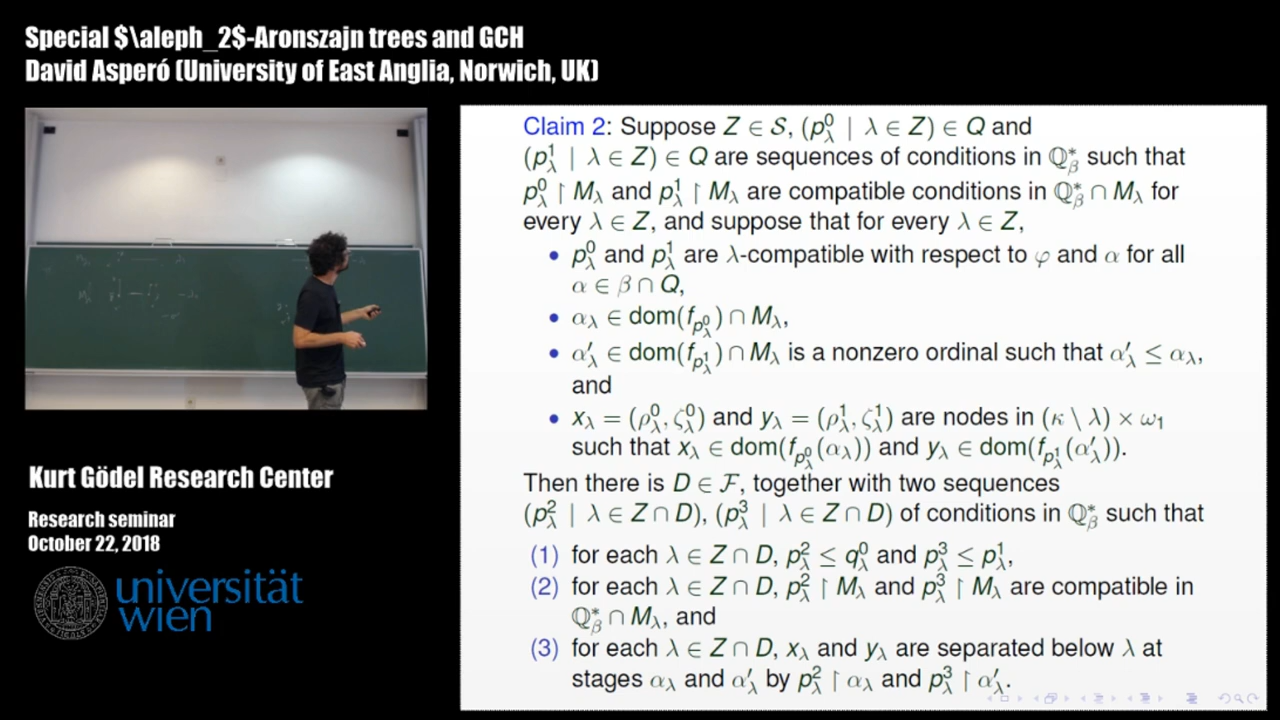 Special $\aleph_2$-Aronszajn trees and GCH
David Asperó (University of East Anglia, Norwich, UK)
Claim 2: Suppose Z ∈ 𝒮, (p⁰_λ | λ ∈ Z) ∈ Q and
(p¹_λ | λ ∈ Z) ∈ Q are sequences of conditions in ℚ*_β such that
p⁰_λ ↾ M_λ and p¹_λ ↾ M_λ are compatible conditions in ℚ*_β ∩ M_λ for
every λ ∈ Z, and suppose that for every λ ∈ Z,
• p⁰_λ and p¹_λ are λ-compatible with respect to φ and α for all
α ∈ β ∩ Q,
• α_λ ∈ dom(f_{p⁰_λ}) ∩ M_λ,
• α′_λ ∈ dom(f_{p¹_λ}) ∩ M_λ is a nonzero ordinal such that α′_λ ≤ α_λ,
and
• x_λ = (ρ⁰_λ, ζ⁰_λ) and y_λ = (ρ¹_λ, ζ¹_λ) are nodes in (κ \ λ) × ω₁
such that x_λ ∈ dom(f_{p⁰_λ}(α_λ)) and y_λ ∈ dom(f_{p¹_λ}(α′_λ)).
Then there is D ∈ ℱ, together with two sequences
(p²_λ | λ ∈ Z ∩ D), (p³_λ | λ ∈ Z ∩ D) of conditions in ℚ*_β such that
(1) for each λ ∈ Z ∩ D, p²_λ ≤ q⁰_λ and p³_λ ≤ p¹_λ,
(2) for each λ ∈ Z ∩ D, p²_λ ↾ M_λ and p³_λ ↾ M_λ are compatible in
ℚ*_β ∩ M_λ, and
(3) for each λ ∈ Z ∩ D, x_λ and y_λ are separated below λ at
stages α_λ and α′_λ by p²_λ ↾ α_λ and p³_λ ↾ α′_λ.
Kurt Gödel Research Center
Research seminar
October 22, 2018
universität
wien